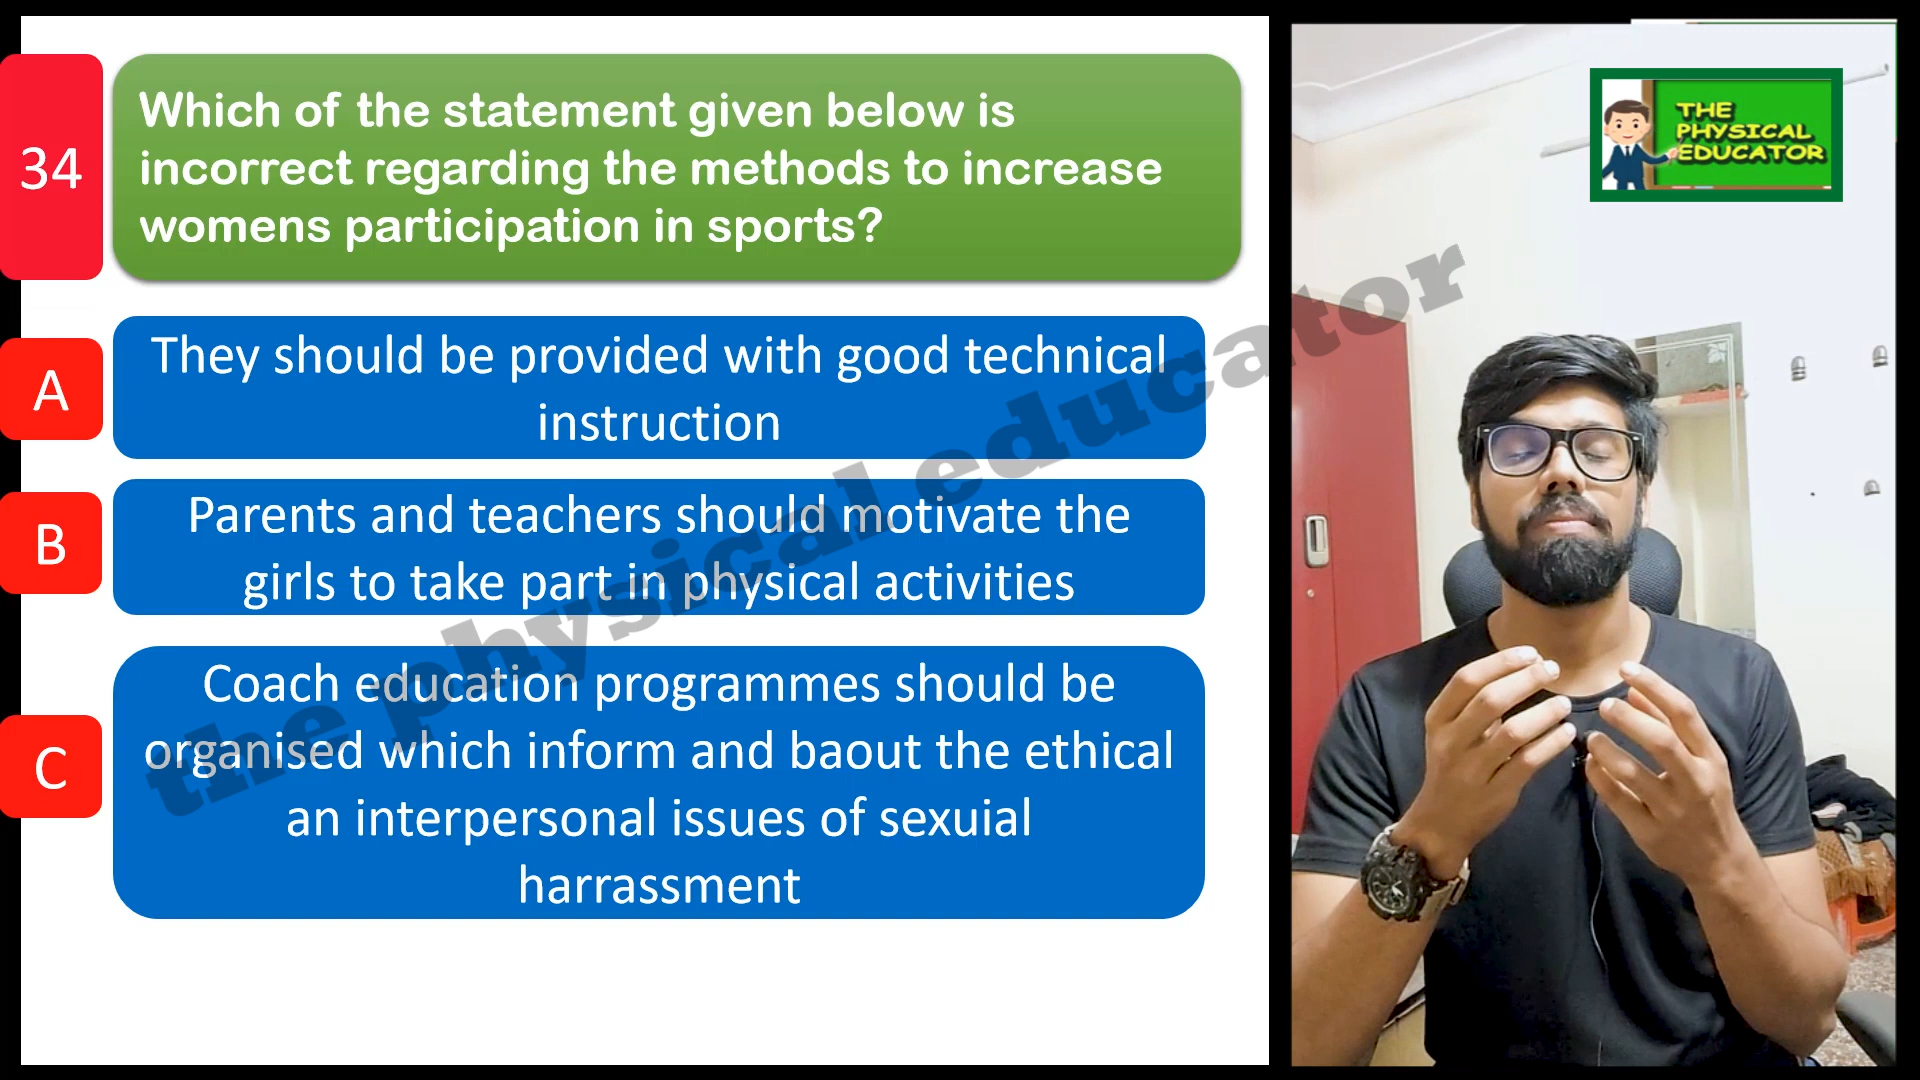 34
Which of the statement given below is
incorrect regarding the methods to increase
womens participation in sports?
A
They should be provided with good technical
instruction
B
Parents and teachers should motivate the
girls to take part in physical activities
C
Coach education programmes should be
organised which inform and baout the ethical
an interpersonal issues of sexuial
harrassment
THE
PHYSICAL
EDUCATOR
the physical educator